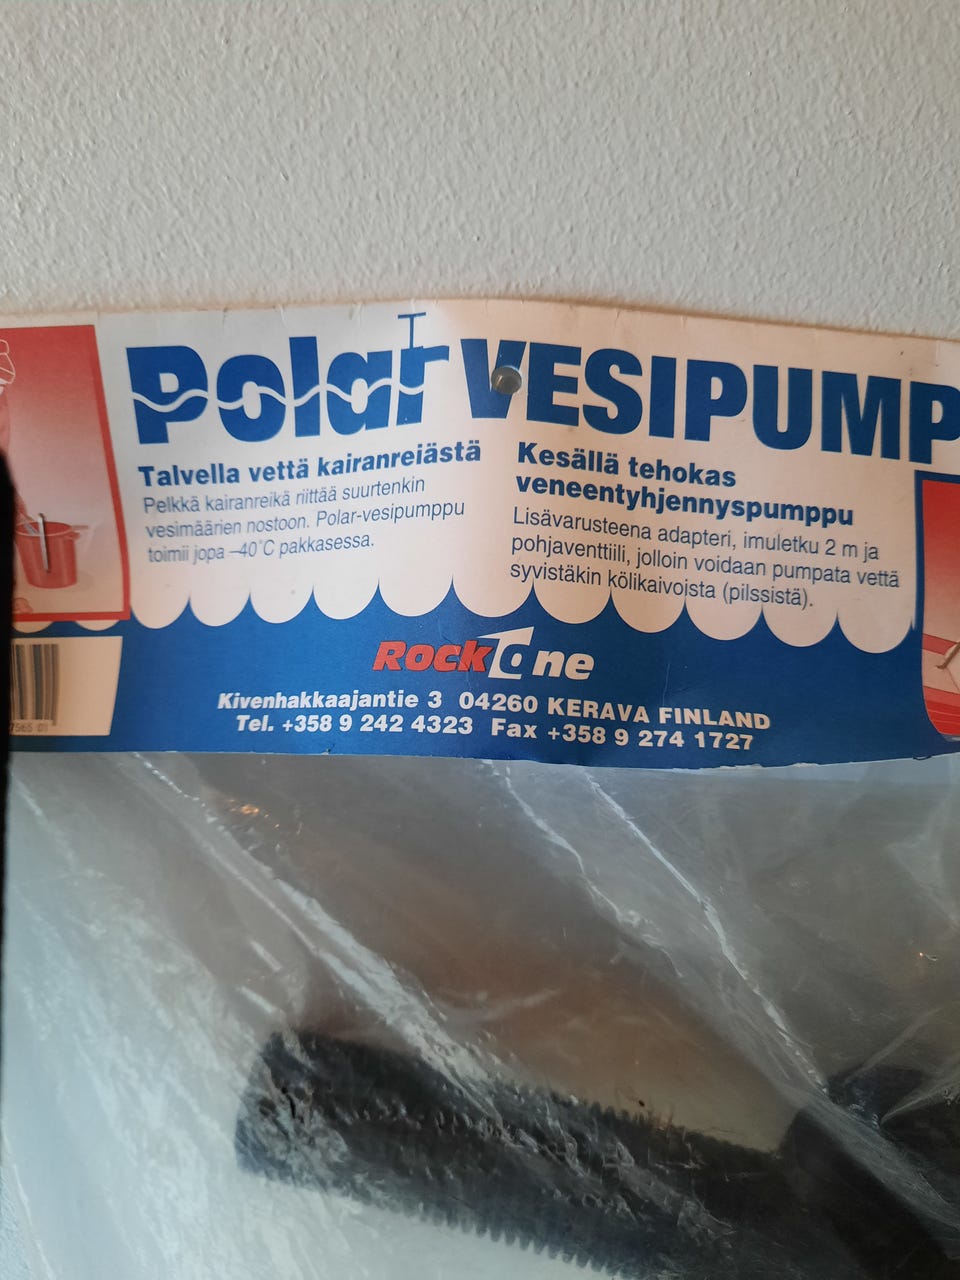 Polar VESIPUMP
Talvella vettä kairanreiästä
Pelkkä kairanreikä riittää suurtenkin
vesimäärien nostoon. Polar-vesipumppu
toimii jopa –40°C pakkasessa.
Kesällä tehokas
veneentyhjennyspumppu
Lisävarusteena adapteri, imuletku 2 m ja
pohjaventtiili, jolloin voidaan pumpata vettä
syvistäkin kölikaivoista (pilssistä).
RockZone
Kivenhakkaajantie 3 04260 KERAVA FINLAND
Tel. +358 9 242 4323 Fax +358 9 274 1727